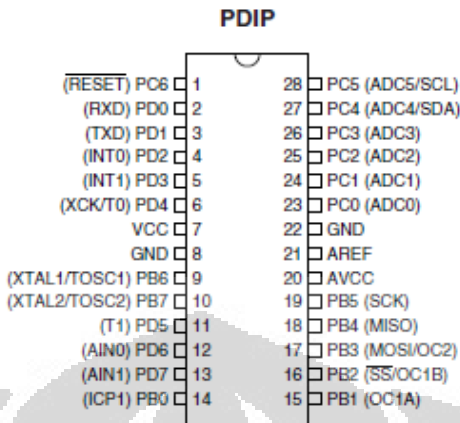 PDIP
(RESET) PC6 1 28 PC5 (ADC5/SCL)
(RXD) PD0 2 27 PC4 (ADC4/SDA)
(TXD) PD1 3 26 PC3 (ADC3)
(INT0) PD2 4 25 PC2 (ADC2)
(INT1) PD3 5 24 PC1 (ADC1)
(XCK/T0) PD4 6 23 PC0 (ADC0)
VCC 7 22 GND
GND 8 21 AREF
(XTAL1/TOSC1) PB6 9 20 AVCC
(XTAL2/TOSC2) PB7 10 19 PB5 (SCK)
(T1) PD5 11 18 PB4 (MISO)
(AIN0) PD6 12 17 PB3 (MOSI/OC2)
(AIN1) PD7 13 16 PB2 (SS/OC1B)
(ICP1) PB0 14 15 PB1 (OC1A)